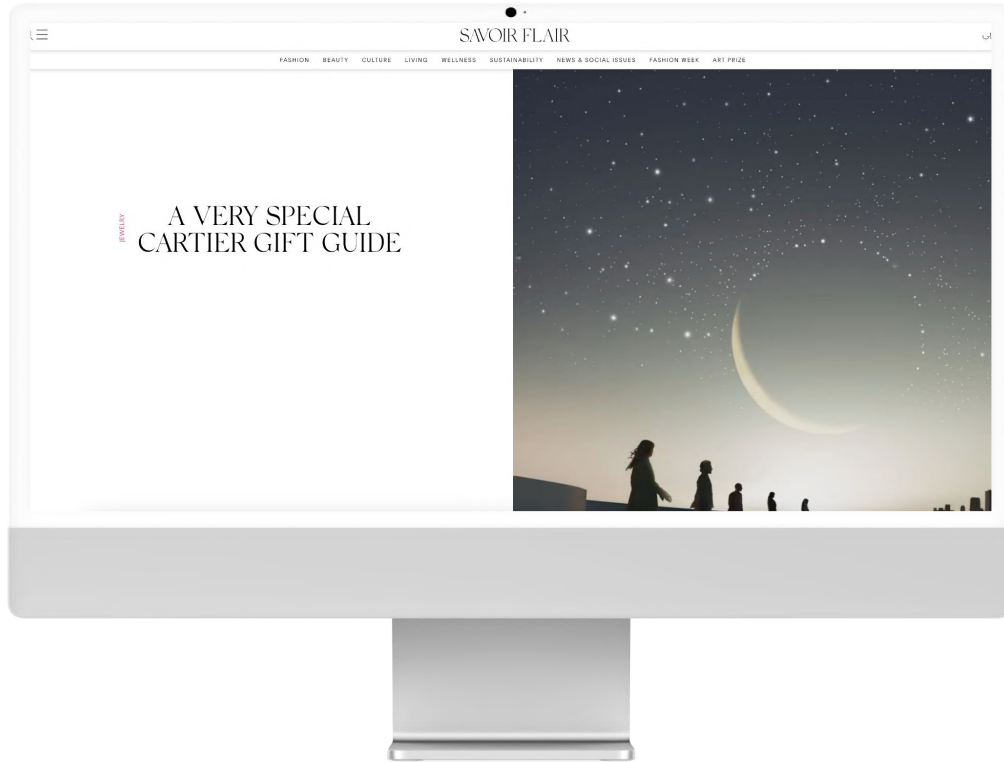 SAVOIR FLAIR
FASHION BEAUTY CULTURE LIVING WELLNESS SUSTAINABILITY NEWS & SOCIAL ISSUES FASHION WEEK ART PRIZE
JEWELRY
A VERY SPECIAL
CARTIER GIFT GUIDE